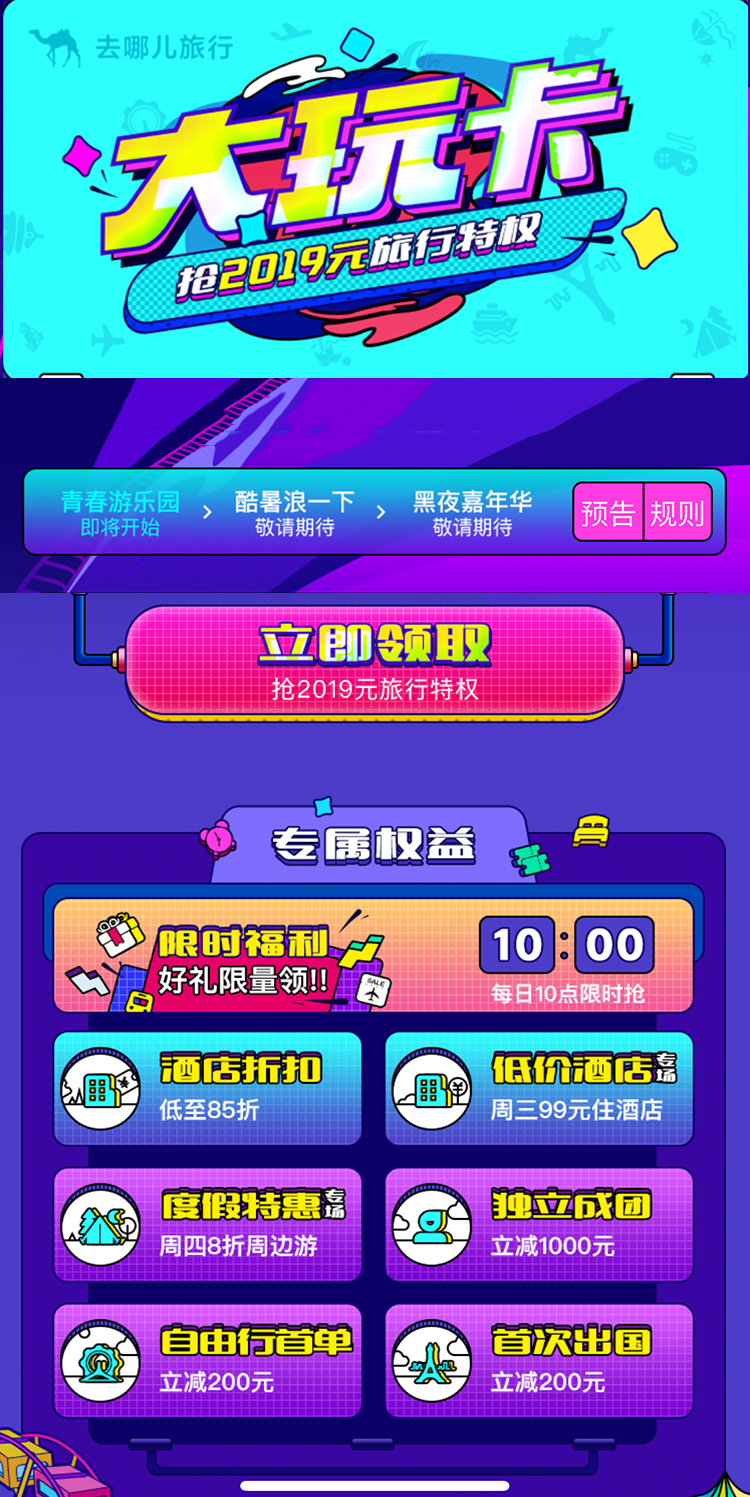 去哪儿旅行
大玩卡
抢2019元旅行特权
青春游乐园
即将开始
酷暑浪一下
敬请期待
黑夜嘉年华
敬请期待
预告
规则
立即领取
抢2019元旅行特权
专属权益
限时福利
好礼限量领!!
SALE
10:00
每日10点限时抢
酒店折扣
低至85折
低价酒店专场
周三99元住酒店
度假特惠专场
周四8折周边游
独立成团
立减1000元
自由行首单
立减200元
首次出国
立减200元